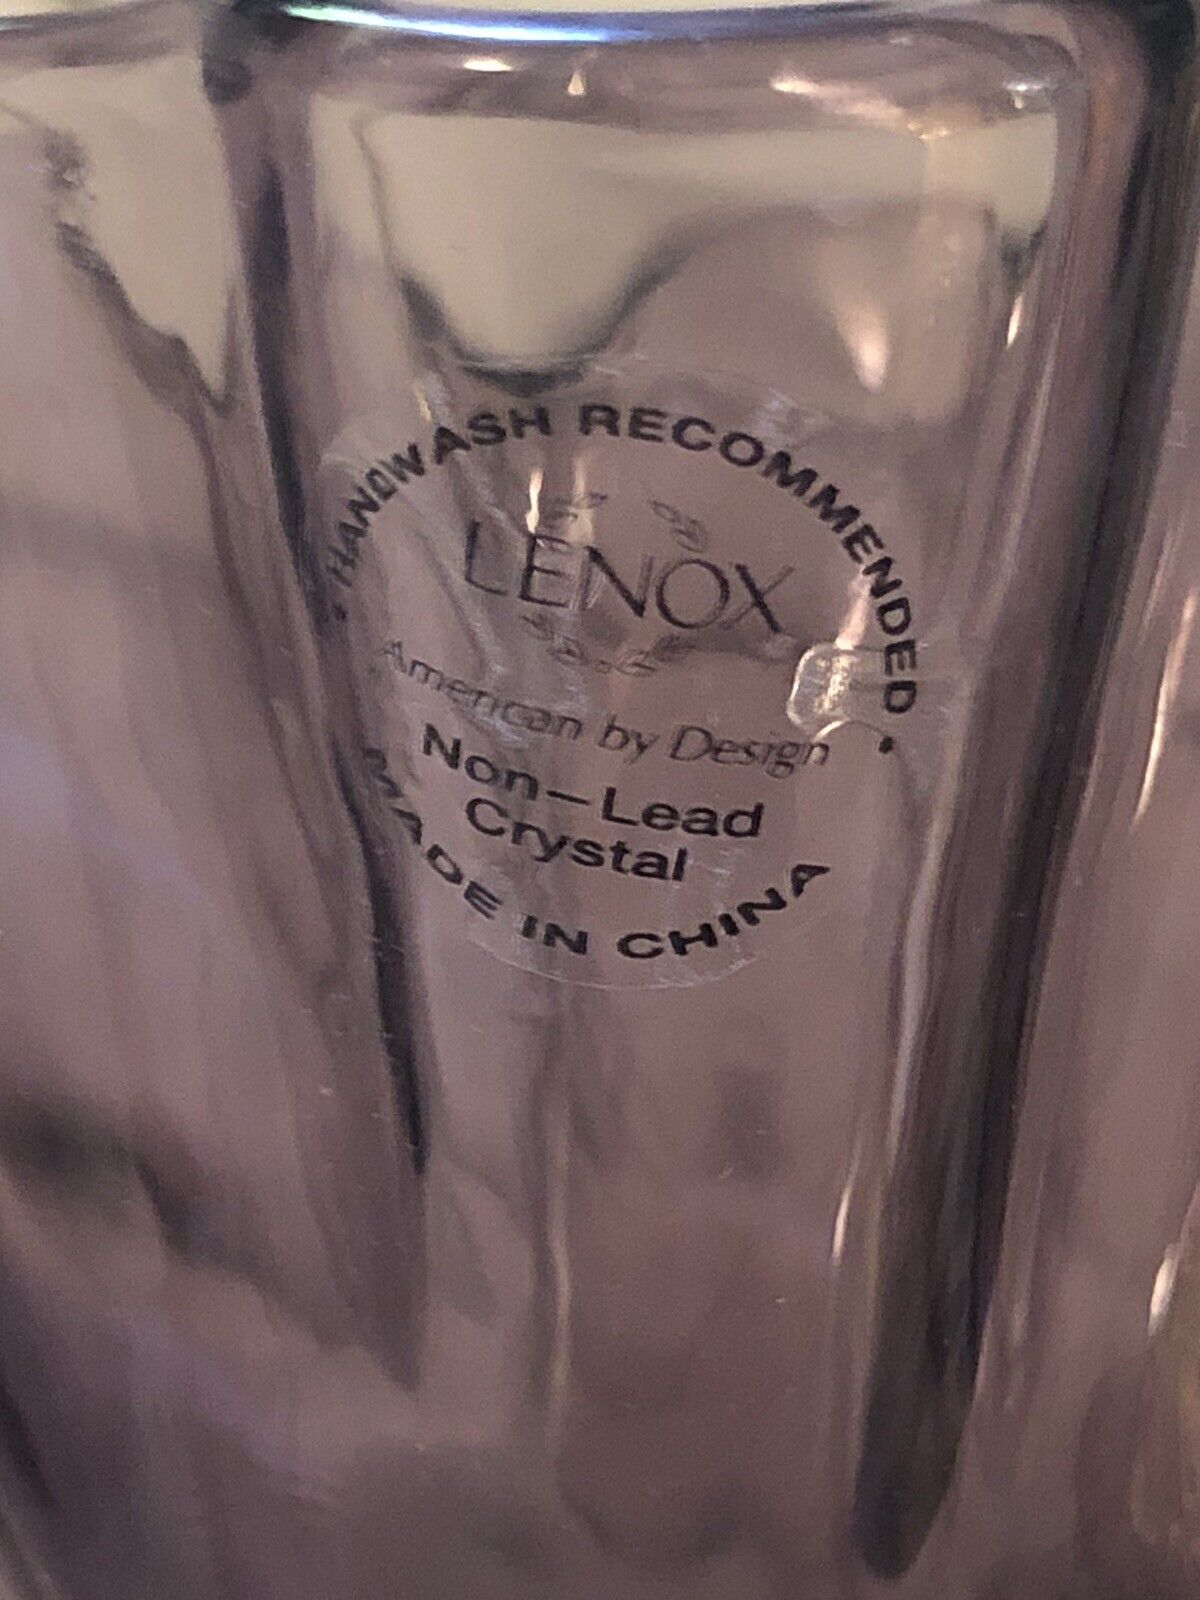 • HANDWASH RECOMMENDED •
LENOX
American by Design
Non-Lead
Crystal
MADE IN CHINA